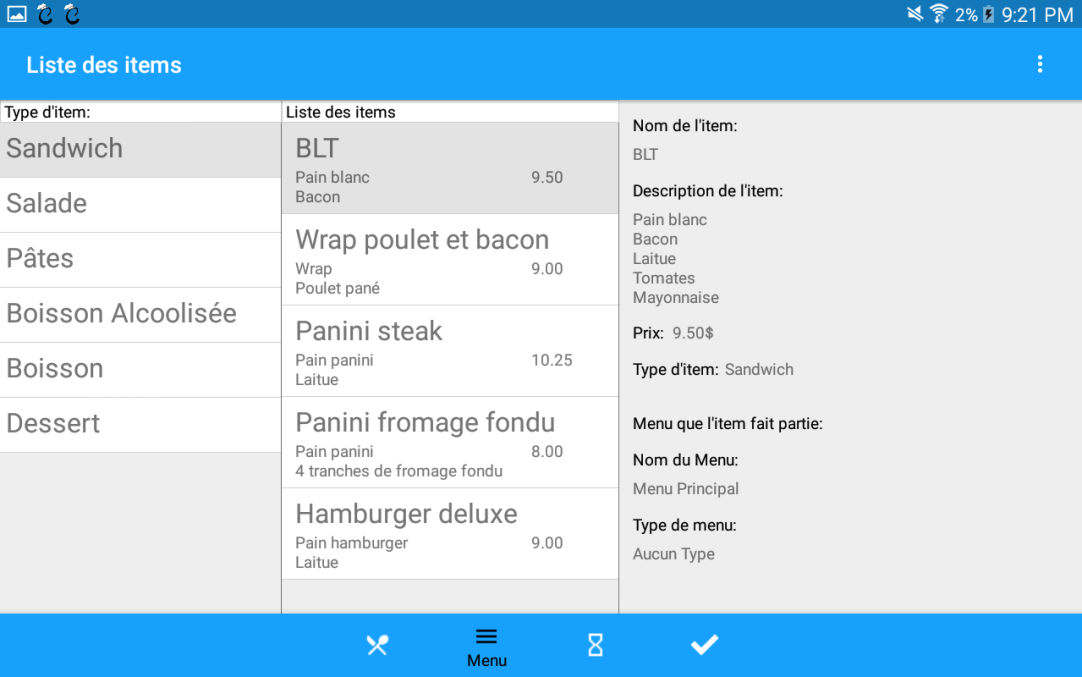 2% 9:21 PM
Liste des items
Type d'item:
Sandwich
Salade
Pâtes
Boisson Alcoolisée
Boisson
Dessert
Liste des items
BLT
Pain blanc 9.50
Bacon
Wrap poulet et bacon
Wrap 9.00
Poulet pané
Panini steak
Pain panini 10.25
Laitue
Panini fromage fondu
Pain panini 8.00
4 tranches de fromage fondu
Hamburger deluxe
Pain hamburger 9.00
Laitue
Nom de l'item:
BLT
Description de l'item:
Pain blanc
Bacon
Laitue
Tomates
Mayonnaise
Prix: 9.50$
Type d'item: Sandwich
Menu que l'item fait partie:
Nom du Menu:
Menu Principal
Type de menu:
Aucun Type
Menu